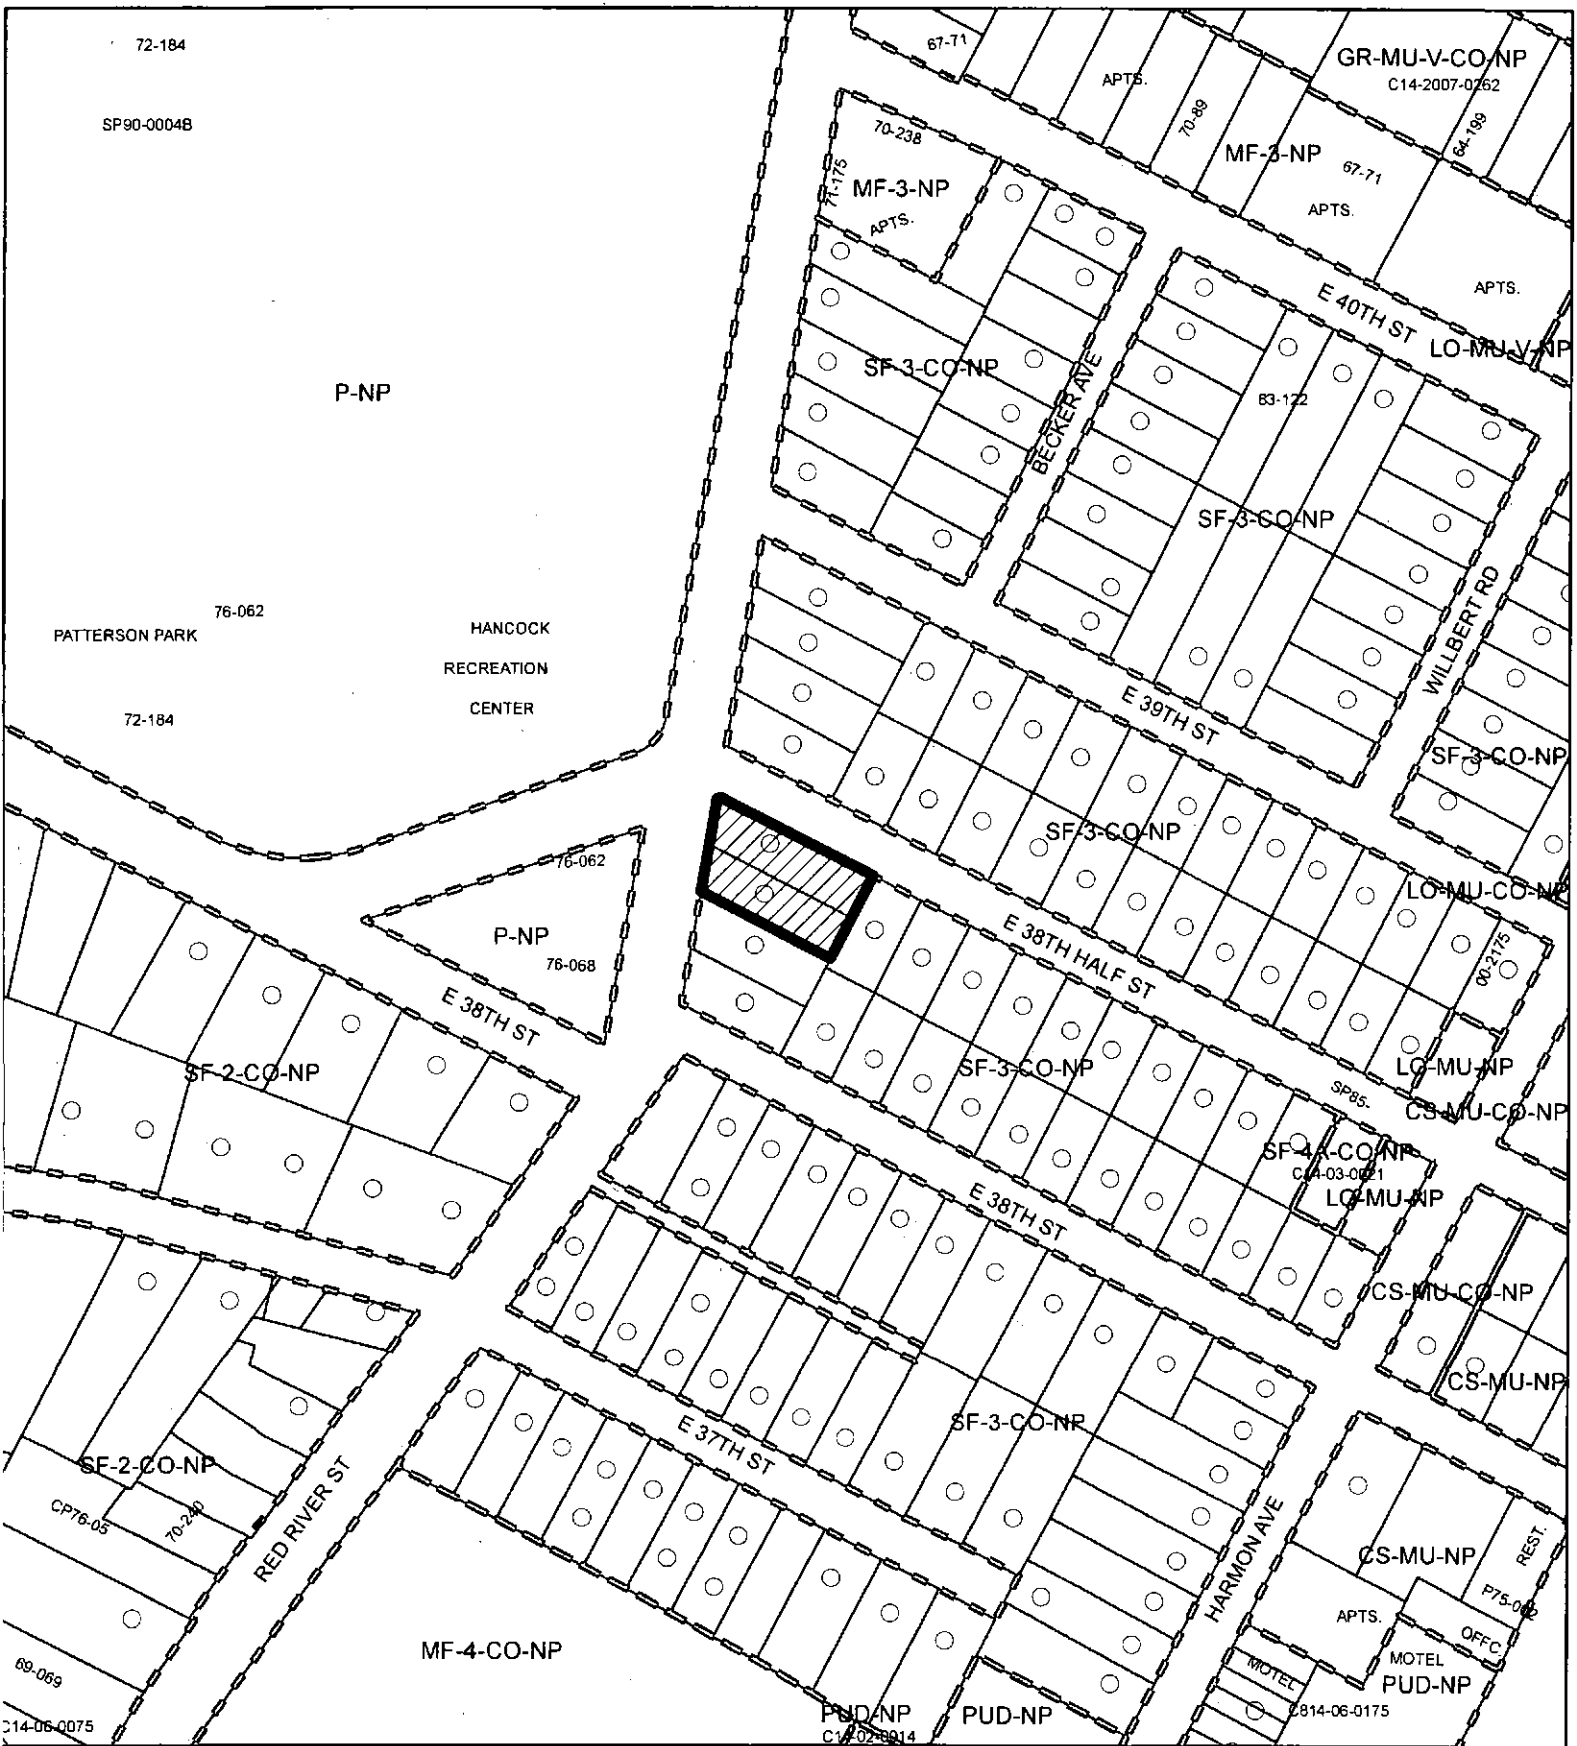 72-184
67-71
GR-MU-V-CO-NP
C14-2007-0262
APTS.
SP90-0004B
70-238
70-89
64-199
MF-3-NP
67-71
71-175
MF-3-NP
APTS.
APTS.
APTS.
E 40TH ST
LO-MU-V-NP
SF-3-CO-NP
BECKER AVE
83-122
P-NP
SF-3-CO-NP
76-062
PATTERSON PARK
HANCOCK
RECREATION
CENTER
WILLBERT RD
72-184
E 39TH ST
SF-3-CO-NP
SF-3-CO-NP
76-062
LO-MU-CO-NP
P-NP
76-068
E 38TH HALF ST
00-2175
E 38TH ST
SF-2-CO-NP
SF-3-CO-NP
LO-MU-NP
SP85-
CS-MU-CO-NP
SF-4A-CO-NP
C14-03-0021
LO-MU-NP
E 38TH ST
CS-MU-CO-NP
CS-MU-NP
SF-3-CO-NP
E 37TH ST
SF-2-CO-NP
CP76-05
70-240
RED RIVER ST
HARMON AVE
CS-MU-NP
REST.
P75-062
APTS.
OFFC.
MF-4-CO-NP
MOTEL
MOTEL
PUD-NP
69-069
C14-06-0075
PUD-NP
C14-02-0014
PUD-NP
C814-06-0175